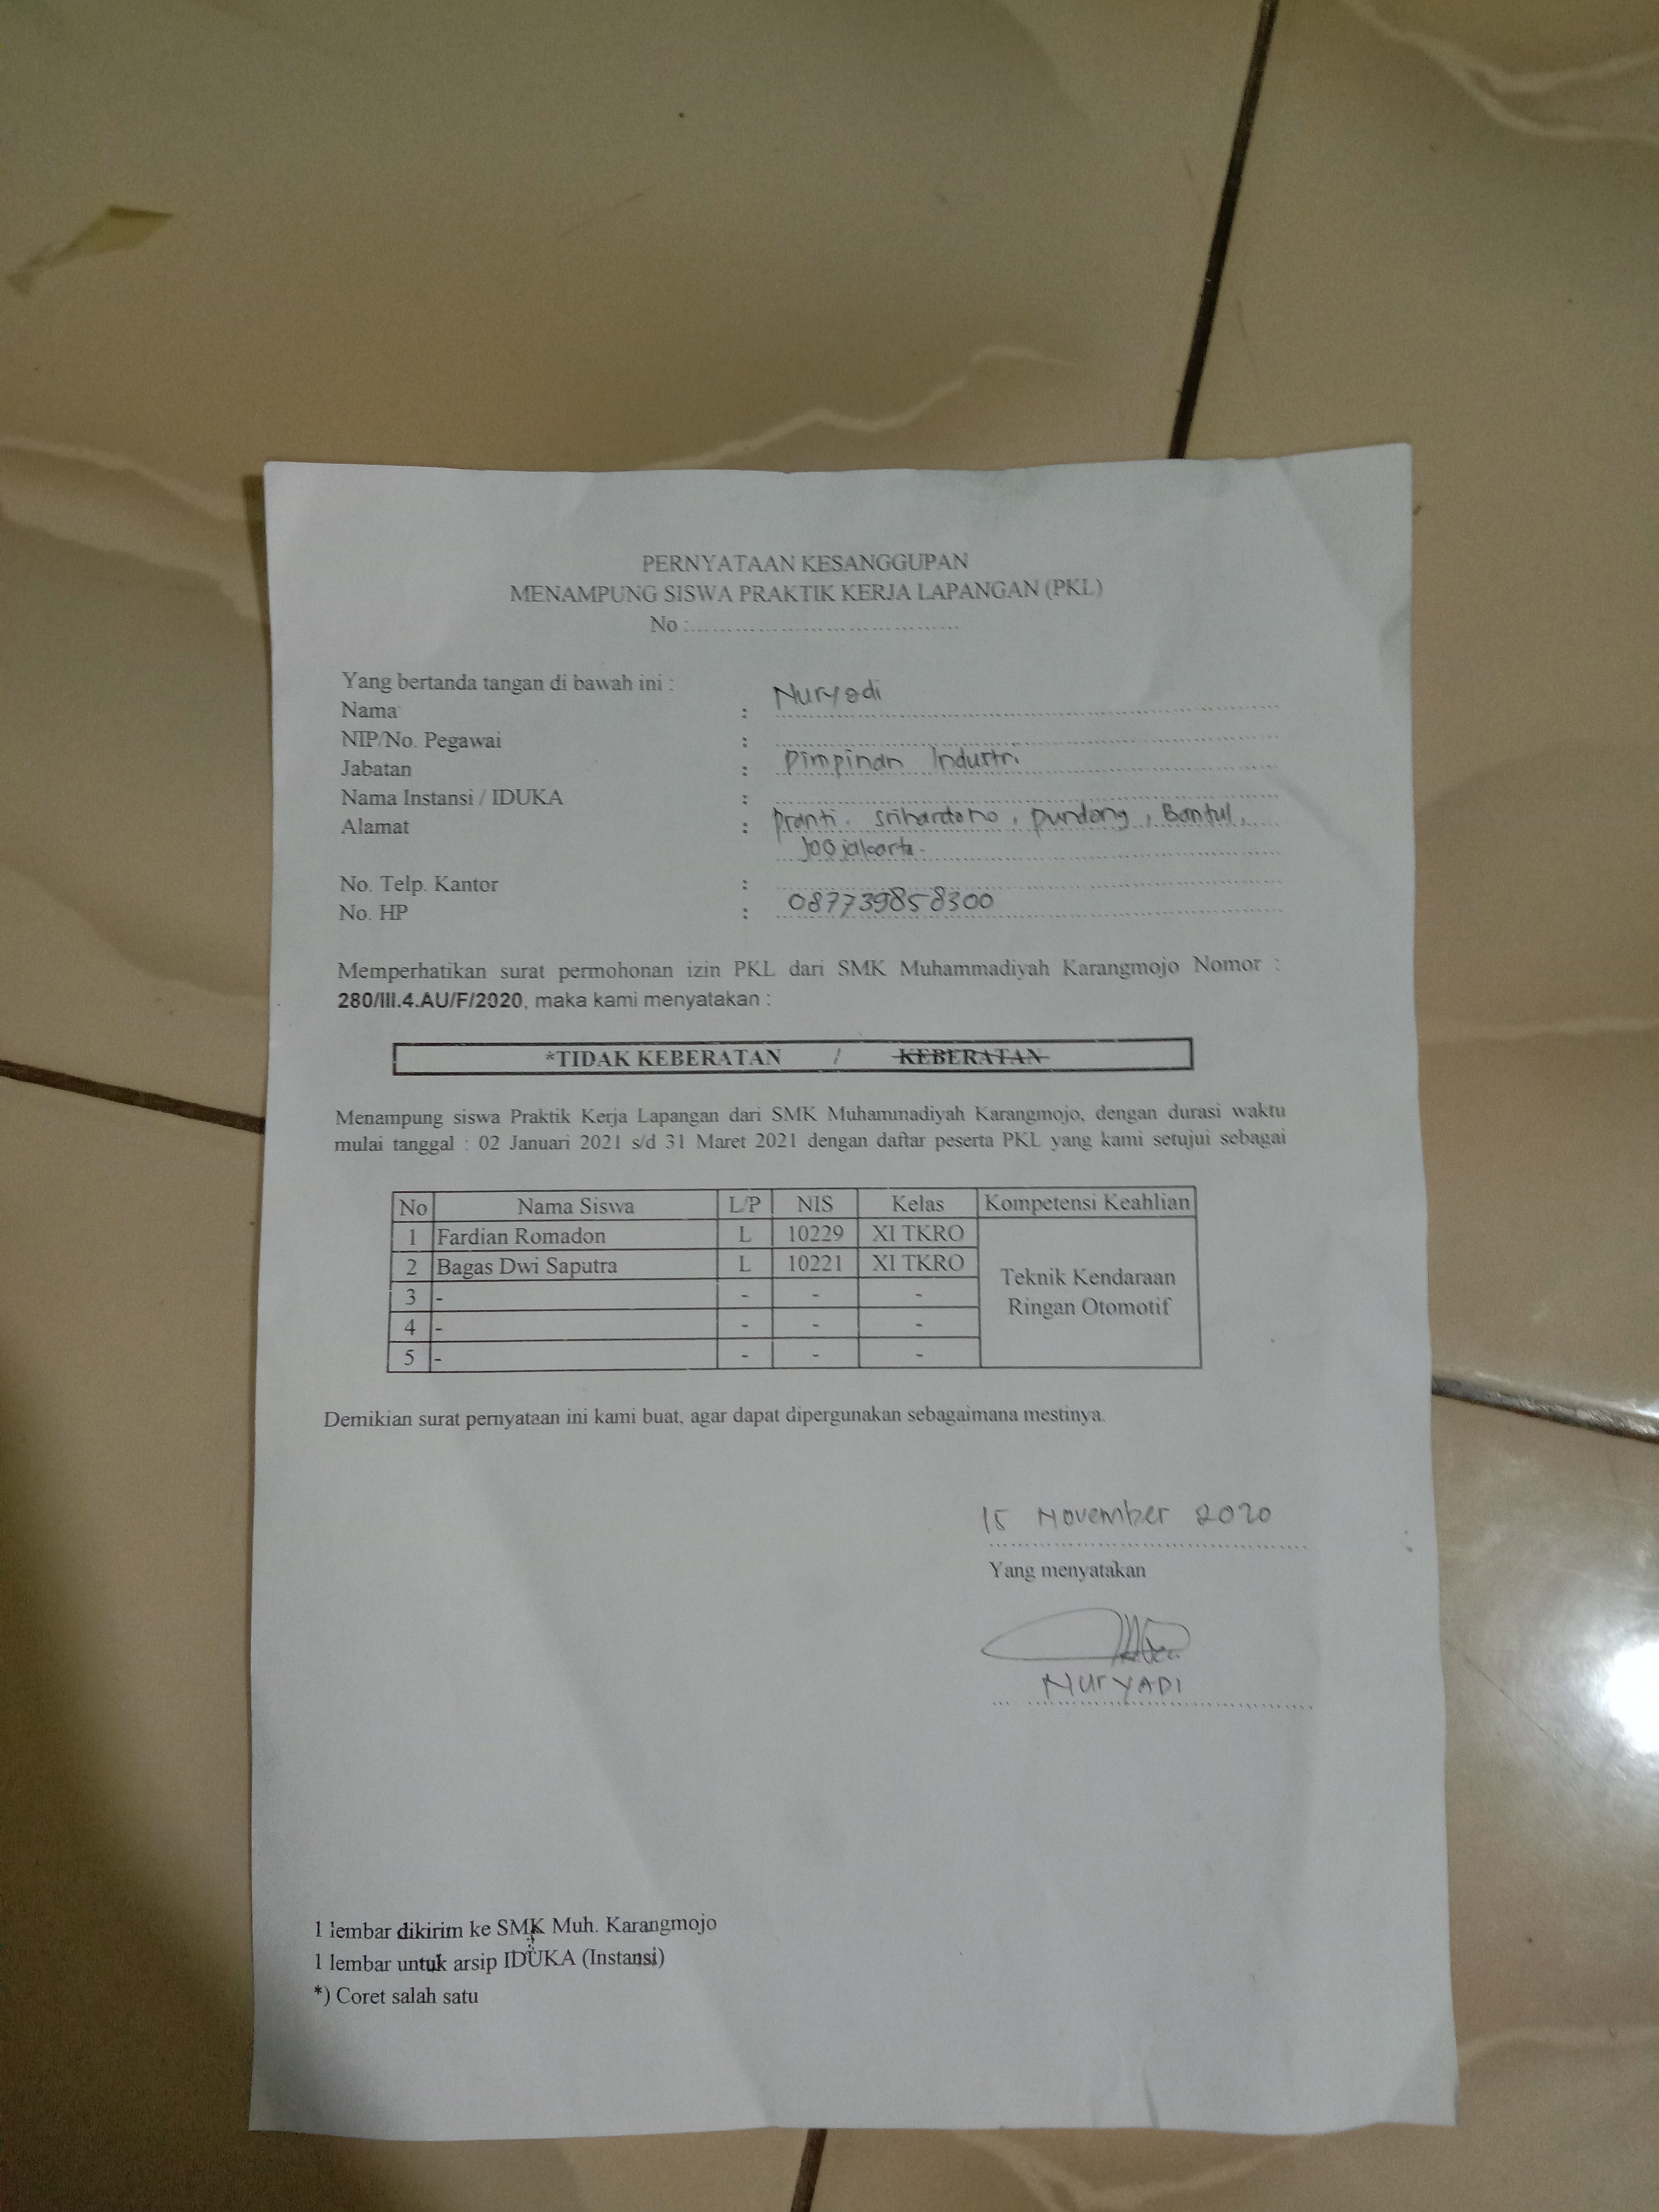 PERNYATAAN KESANGGUPAN
MENAMPUNG SISWA PRAKTIK KERJA LAPANGAN (PKL)
No :.......................................
Yang bertanda tangan di bawah ini :
Nama : Nuryadi
NIP/No. Pegawai :
Jabatan : Pimpinan Industri
Nama Instansi / IDUKA :
Alamat : Pranti. Srihardono, Pundong, Bantul,
Jogjakarta.
No. Telp. Kantor :
No. HP : 087739858300
Memperhatikan surat permohonan izin PKL dari SMK Muhammadiyah Karangmojo Nomor :
280/III.4.AU/F/2020, maka kami menyatakan :
*TIDAK KEBERATAN / KEBERATAN
Menampung siswa Praktik Kerja Lapangan dari SMK Muhammadiyah Karangmojo, dengan durasi waktu
mulai tanggal : 02 Januari 2021 s/d 31 Maret 2021 dengan daftar peserta PKL yang kami setujui sebagai
No Nama Siswa L/P NIS Kelas Kompetensi Keahlian
1 Fardian Romadon L 10229 XI TKRO
2 Bagas Dwi Saputra L 10221 XI TKRO
Teknik Kendaraan
Ringan Otomotif
3 - - - -
4 - - - -
5 - - - -
Demikian surat pernyataan ini kami buat, agar dapat dipergunakan sebagaimana mestinya.
15 November 2020
Yang menyatakan
NurYADI
1 lembar dikirim ke SMK Muh. Karangmojo
1 lembar untuk arsip IDUKA (Instansi)
*) Coret salah satu